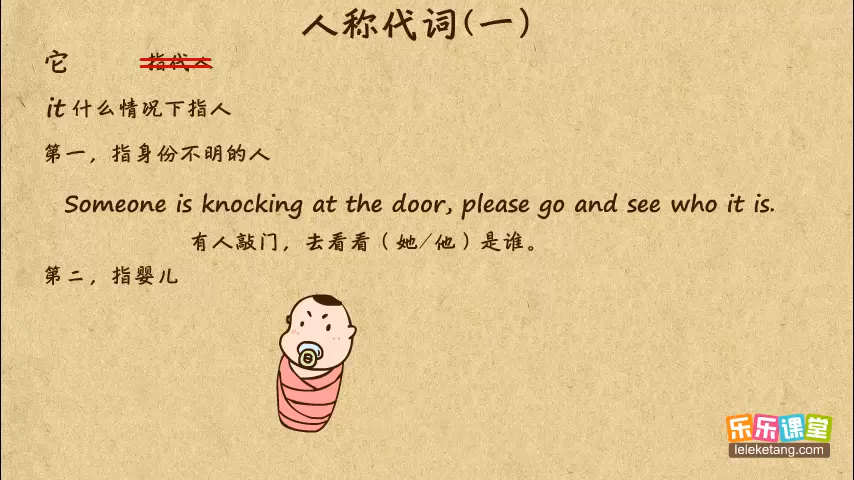 人称代词(一)
它 指代人
it 什么情况下指人
第一，指身份不明的人
Someone is knocking at the door, please go and see who it is.
有人敲门，去看看（她/他）是谁。
第二，指婴儿
乐乐课堂
leleketang.com